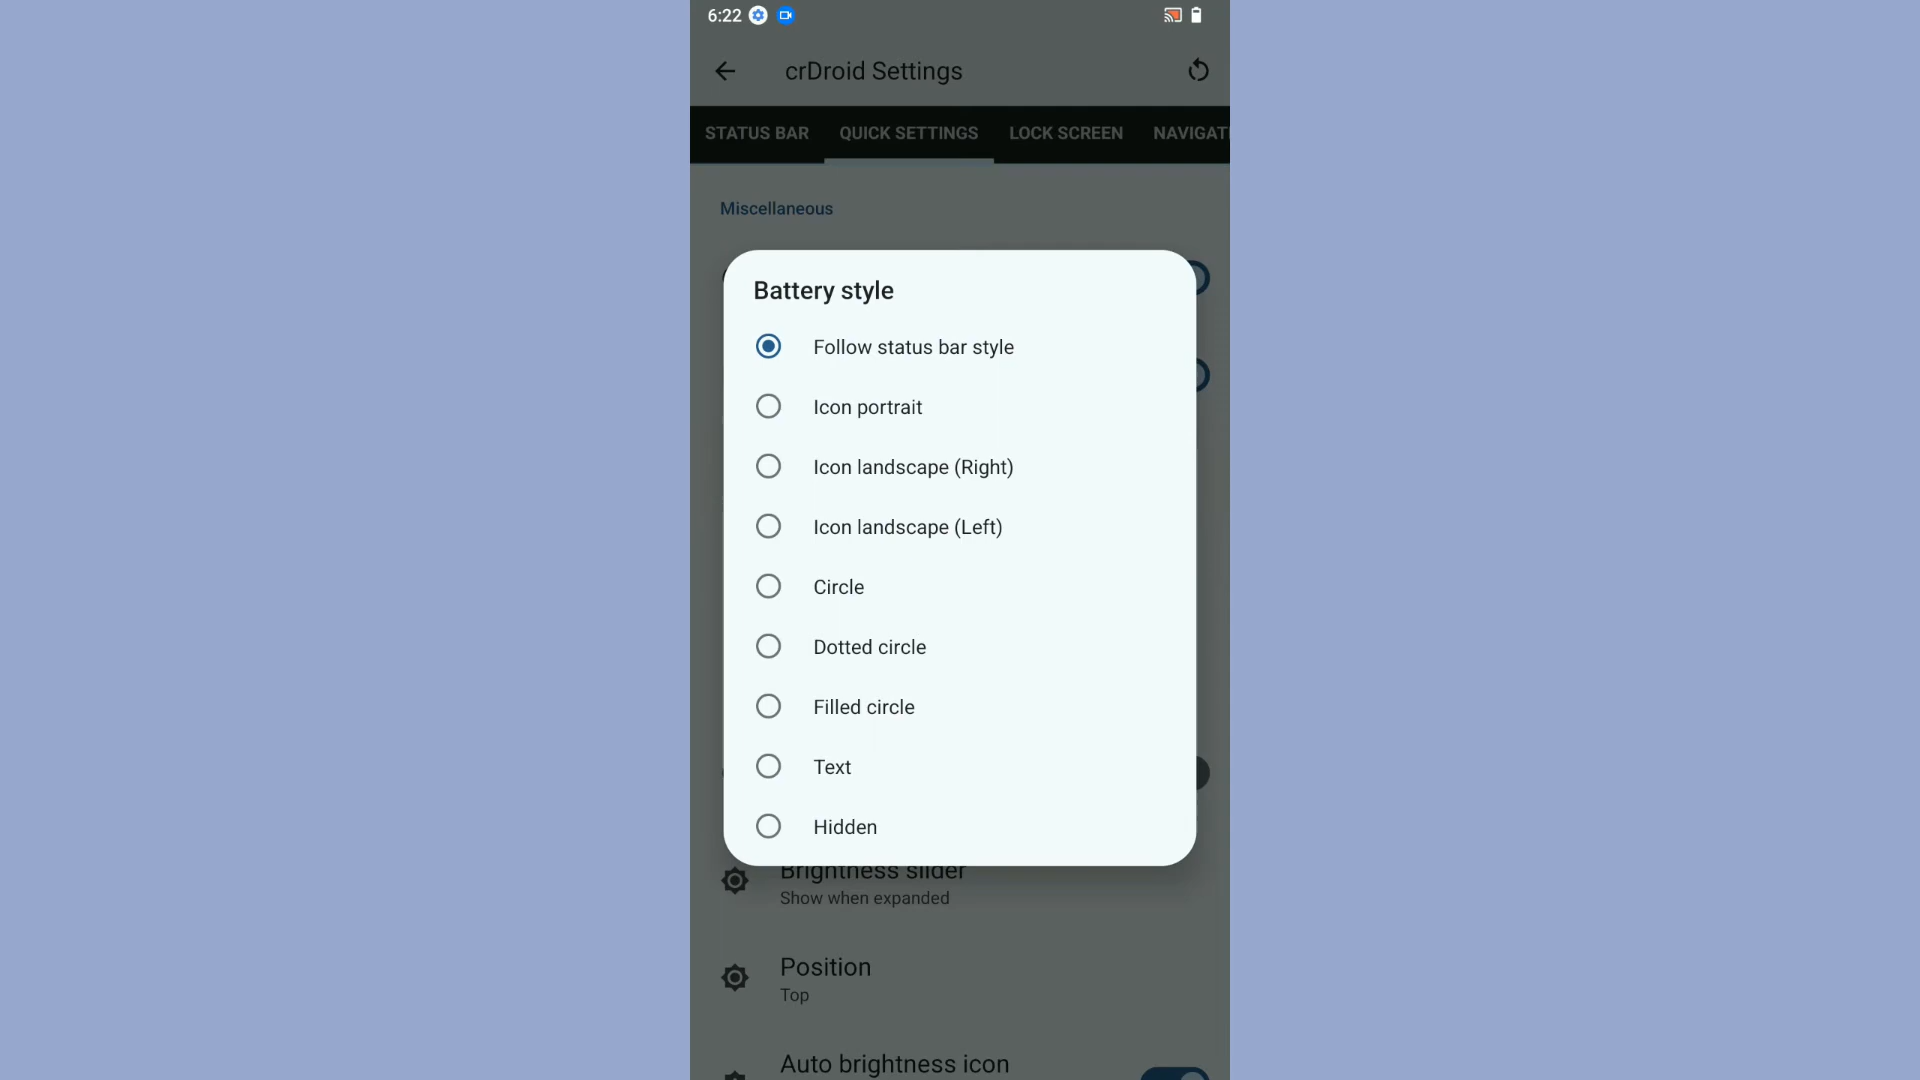 6:22
crDroid Settings
STATUS BAR QUICK SETTINGS LOCK SCREEN NAVIGATI
Miscellaneous
Battery style
Follow status bar style
Icon portrait
Icon landscape (Right)
Icon landscape (Left)
Circle
Dotted circle
Filled circle
Text
Hidden
Brightness slider
Show when expanded
Position
Top
Auto brightness icon